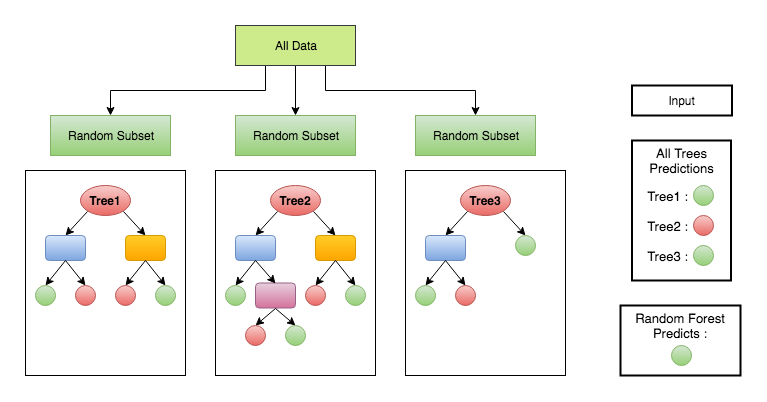 All Data
Random Subset
Random Subset
Random Subset
Tree1
Tree2
Tree3
Input
All Trees
Predictions
Tree1 :
Tree2 :
Tree3 :
Random Forest
Predicts :